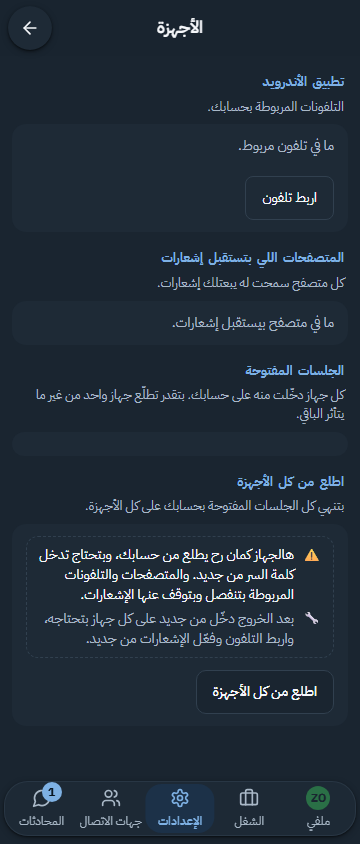 الأجهزة
تطبيق الأندرويد
التلفونات المربوطة بحسابك.
ما في تلفون مربوط.
اربط تلفون
المتصفحات اللي بتستقبل إشعارات
كل متصفح سمحت له يبعتلك إشعارات.
ما في متصفح بيستقبل إشعارات.
الجلسات المفتوحة
كل جهاز دخّلت منه على حسابك. بتقدر تطلّع جهاز واحد من غير ما
يتأثر الباقي.
اطلع من كل الأجهزة
بتنهي كل الجلسات المفتوحة بحسابك على كل الأجهزة.
هالجهاز كمان رح يطلع من حسابك، وبتحتاج تدخل
كلمة السر من جديد. والمتصفحات والتلفونات
المربوطة بتنفصل وبتوقف عنها الإشعارات.
بعد الخروج دخّل من جديد على كل جهاز بتحتاجه،
واربط التلفون وفعّل الإشعارات من جديد.
اطلع من كل الأجهزة
ZO
1
ملفي
الشغل
الإعدادات
جهات الاتصال
المحادثات